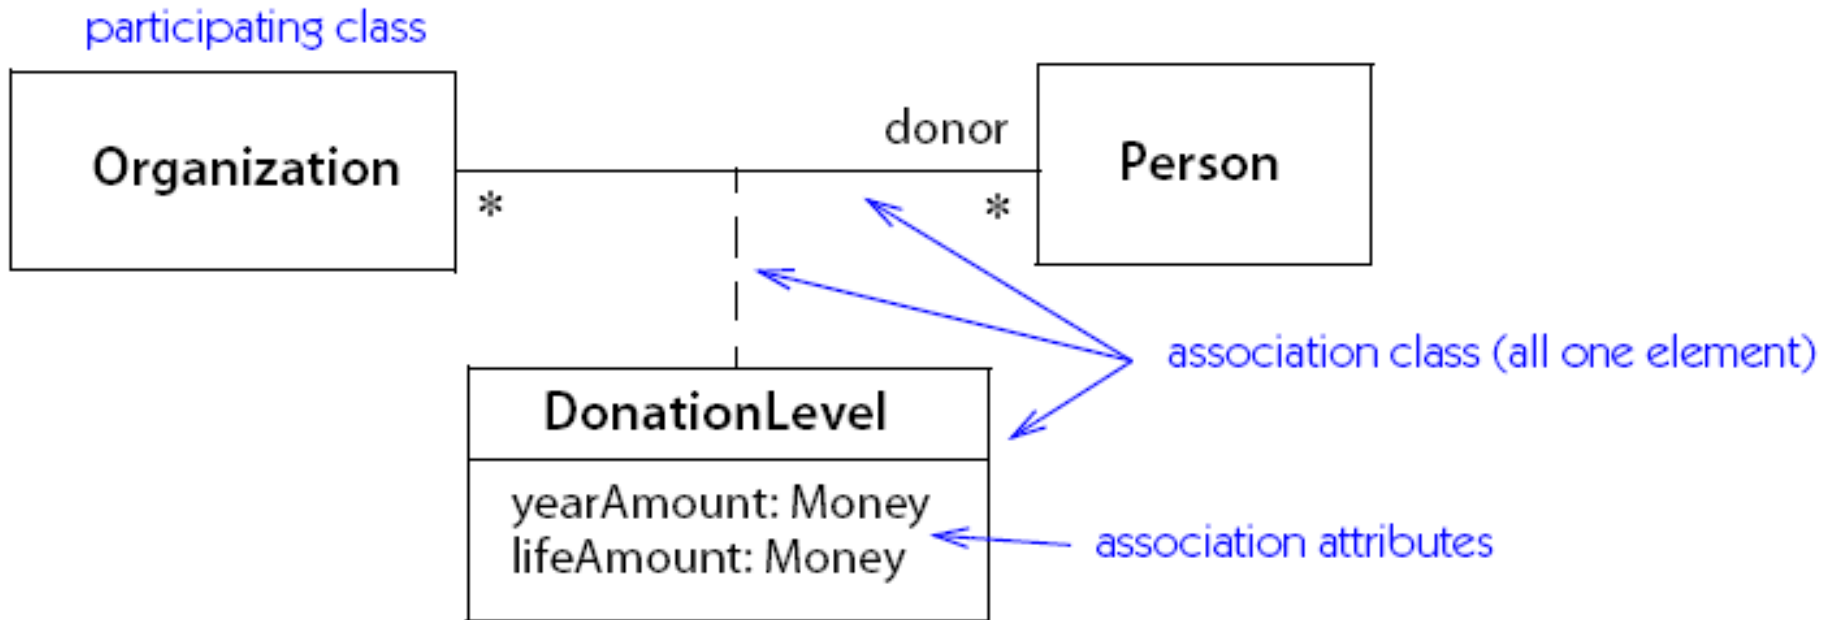 participating class
Organization
donor
Person
*
*
association class (all one element)
DonationLevel
yearAmount: Money
lifeAmount: Money
association attributes